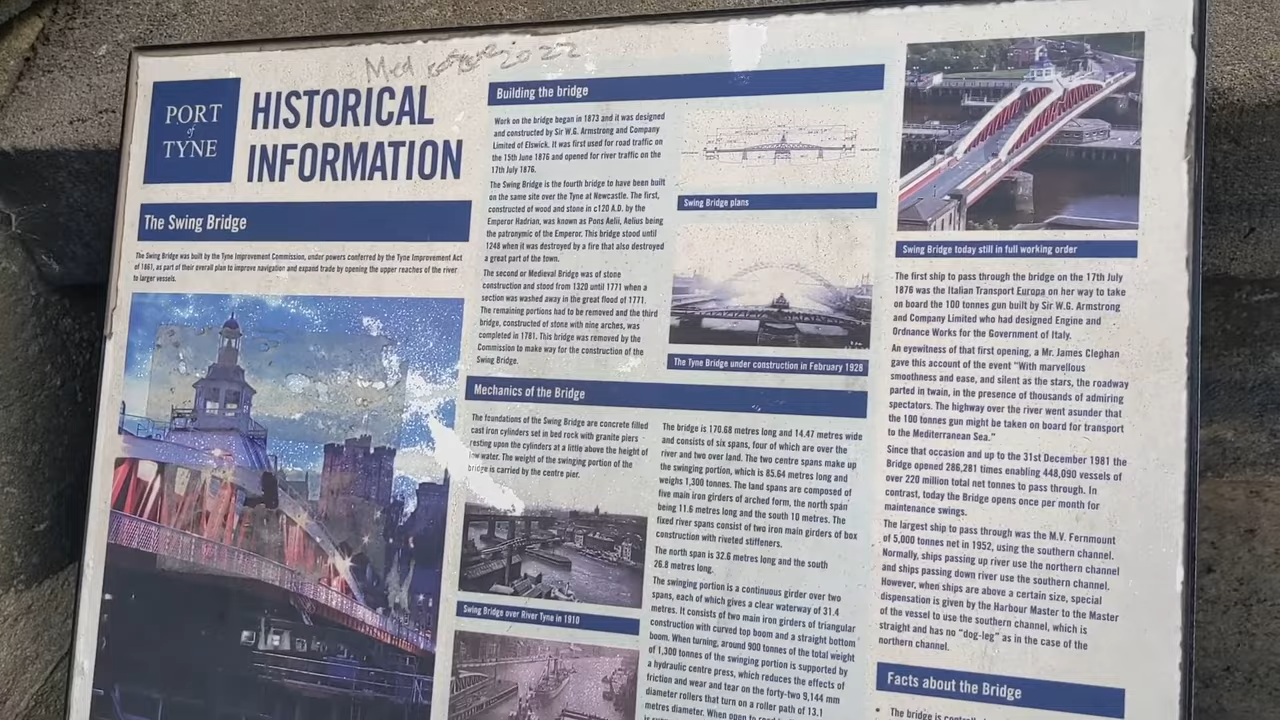 Med
2022
PORT
of
TYNE
HISTORICAL
INFORMATION
The Swing Bridge
The Swing Bridge was built by the Tyne Improvement Commission, under powers conferred by the Tyne Improvement Act
of 1861, as part of their overall plan to improve navigation and expand trade by opening the upper reaches of the river
to larger vessels.
Building the bridge
Work on the bridge began in 1873 and it was designed
and constructed by Sir W.G. Armstrong and Company
Limited of Elswick. It was first used for road traffic on
the 15th June 1876 and opened for river traffic on the
17th July 1876.
The Swing Bridge is the fourth bridge to have been built
on the same site over the Tyne at Newcastle. The first,
constructed of wood and stone in c120 A.D. by the
Emperor Hadrian, was known as Pons Aelii, Aelius being
the patronymic of the Emperor. This bridge stood until
1248 when it was destroyed by a fire that also destroyed
a great part of the town.
The second or Medieval Bridge was of stone
construction and stood from 1320 until 1771 when a
section was washed away in the great flood of 1771.
The remaining portions had to be removed and the third
bridge, constructed of stone with nine arches, was
completed in 1781. This bridge was removed by the
Commission to make way for the construction of the
Swing Bridge.
Swing Bridge plans
The Tyne Bridge under construction in February 1928
Mechanics of the Bridge
The foundations of the Swing Bridge are concrete filled
cast iron cylinders set in bed rock with granite piers
resting upon the cylinders at a little above the height of
low water. The weight of the swinging portion of the
bridge is carried by the centre pier.
Swing Bridge over River Tyne in 1910
The bridge is 170.68 metres long and 14.47 metres wide
and consists of six spans, four of which are over the
river and two over land. The two centre spans make up
the swinging portion, which is 85.64 metres long and
weighs 1,300 tonnes. The land spans are composed of
five main iron girders of arched form, the north span
being 11.6 metres long and the south 10 metres. The
fixed river spans consist of two iron main girders of box
construction with riveted stiffeners.
The north span is 32.6 metres long and the south
26.8 metres long.
The swinging portion is a continuous girder over two
spans, each of which gives a clear waterway of 31.4
metres. It consists of two main iron girders of triangular
construction with curved top boom and a straight bottom
boom. When turning, around 900 tonnes of the total weight
of 1,300 tonnes of the swinging portion is supported by
a hydraulic centre press, which reduces the effects of
friction and wear and tear on the forty-two 9,144 mm
diameter rollers that turn on a roller path of 13.1
metres diameter. When open to
Swing Bridge today still in full working order
The first ship to pass through the bridge on the 17th July
1876 was the Italian Transport Europa on her way to take
on board the 100 tonnes gun built by Sir W.G. Armstrong
and Company Limited who had designed Engine and
Ordnance Works for the Government of Italy.
An eyewitness of that first opening, a Mr. James Clephan
gave this account of the event "With marvellous
smoothness and ease, and silent as the stars, the roadway
parted in twain, in the presence of thousands of admiring
spectators. The highway over the river went asunder that
the 100 tonnes gun might be taken on board for transport
to the Mediterranean Sea."
Since that occasion and up to the 31st December 1981 the
Bridge opened 286,281 times enabling 448,090 vessels of
over 220 million total net tonnes to pass through. In
contrast, today the Bridge opens once per month for
maintenance swings.
The largest ship to pass through was the M.V. Fernmount
of 5,000 tonnes net in 1952, using the southern channel.
Normally, ships passing up river use the northern channel
and ships passing down river use the southern channel.
However, when ships are above a certain size, special
dispensation is given by the Harbour Master to the Master
of the vessel to use the southern channel, which is
straight and has no "dog-leg" as in the case of the
northern channel.
Facts about the Bridge
• The bridge is